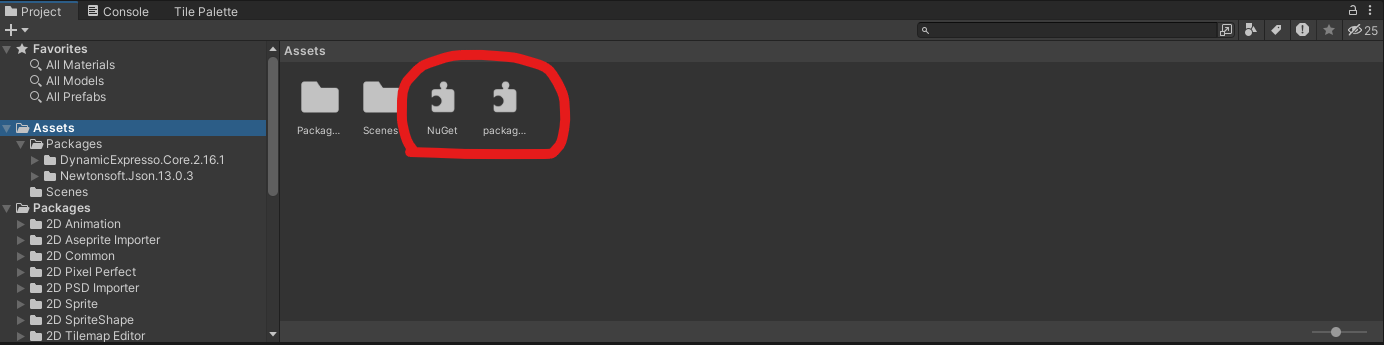 Project
Console
Tile Palette
25
Favorites
All Materials
All Models
All Prefabs
Assets
Packages
DynamicExpresso.Core.2.16.1
Newtonsoft.Json.13.0.3
Scenes
Packages
2D Animation
2D Aseprite Importer
2D Common
2D Pixel Perfect
2D PSD Importer
2D Sprite
2D SpriteShape
2D Tilemap Editor
Assets
Packag...
Scenes
NuGet
packag...